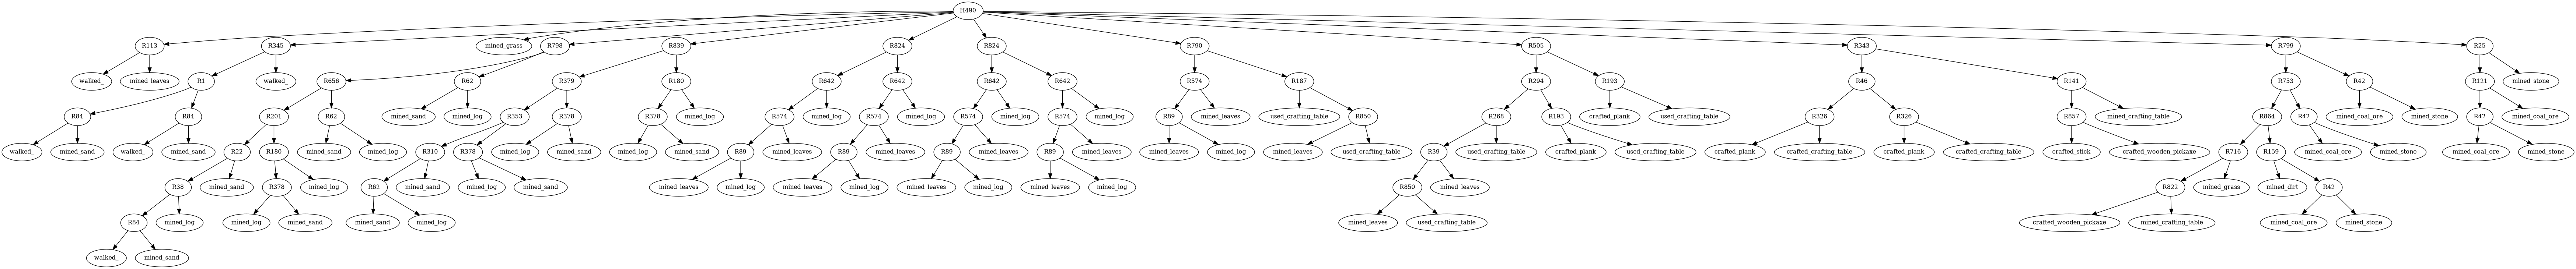 H490
R113 R345 mined_grass R798 R839 R824 R824 R790 R505 R343 R799 R25
walked_ mined_leaves R1 walked_ R656 R62 R379 R180 R642 R642 R642 R642 R574 R187 R294 R193 R46 R141 R753 R42 R121 mined_stone
R84 R84 R201 R62 mined_sand mined_log R353 R378 R378 mined_log R574 mined_log R574 mined_log R574 mined_log R574 mined_log R89 mined_leaves used_crafting_table R850 R268 R193 crafted_plank used_crafting_table R326 R326 R857 mined_crafting_table R864 R42 mined_coal_ore mined_stone R42 mined_coal_ore
walked_ mined_sand walked_ mined_sand R22 R180 mined_sand mined_log R310 R378 mined_log mined_sand mined_log mined_sand R89 mined_leaves R89 mined_leaves R89 mined_leaves R89 mined_leaves mined_leaves mined_log mined_leaves used_crafting_table R39 used_crafting_table crafted_plank used_crafting_table crafted_plank crafted_crafting_table crafted_plank crafted_crafting_table crafted_stick crafted_wooden_pickaxe R716 R159 mined_coal_ore mined_stone mined_coal_ore mined_stone
R38 mined_sand R378 mined_log R62 mined_sand mined_log mined_sand mined_leaves mined_log mined_leaves mined_log mined_leaves mined_log mined_leaves mined_log R850 mined_leaves R822 mined_grass mined_dirt R42
R84 mined_log mined_log mined_sand mined_sand mined_log mined_leaves used_crafting_table crafted_wooden_pickaxe mined_crafting_table mined_coal_ore mined_stone
walked_ mined_sand